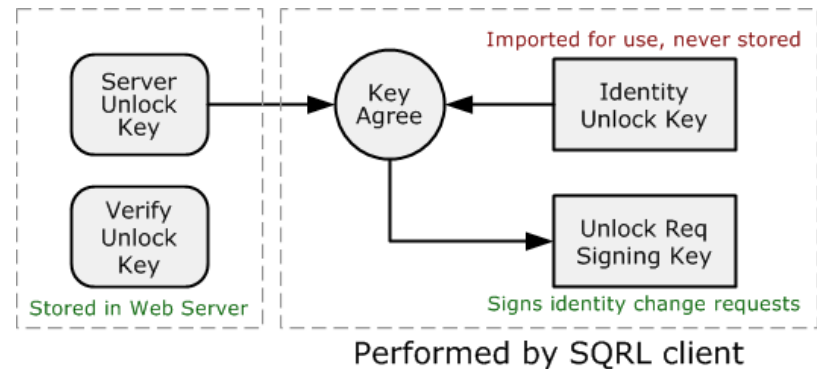 Imported for use, never stored
Server
Unlock
Key
Key
Agree
Identity
Unlock Key
Verify
Unlock
Key
Unlock Req
Signing Key
Stored in Web Server
Signs identity change requests
Performed by SQRL client